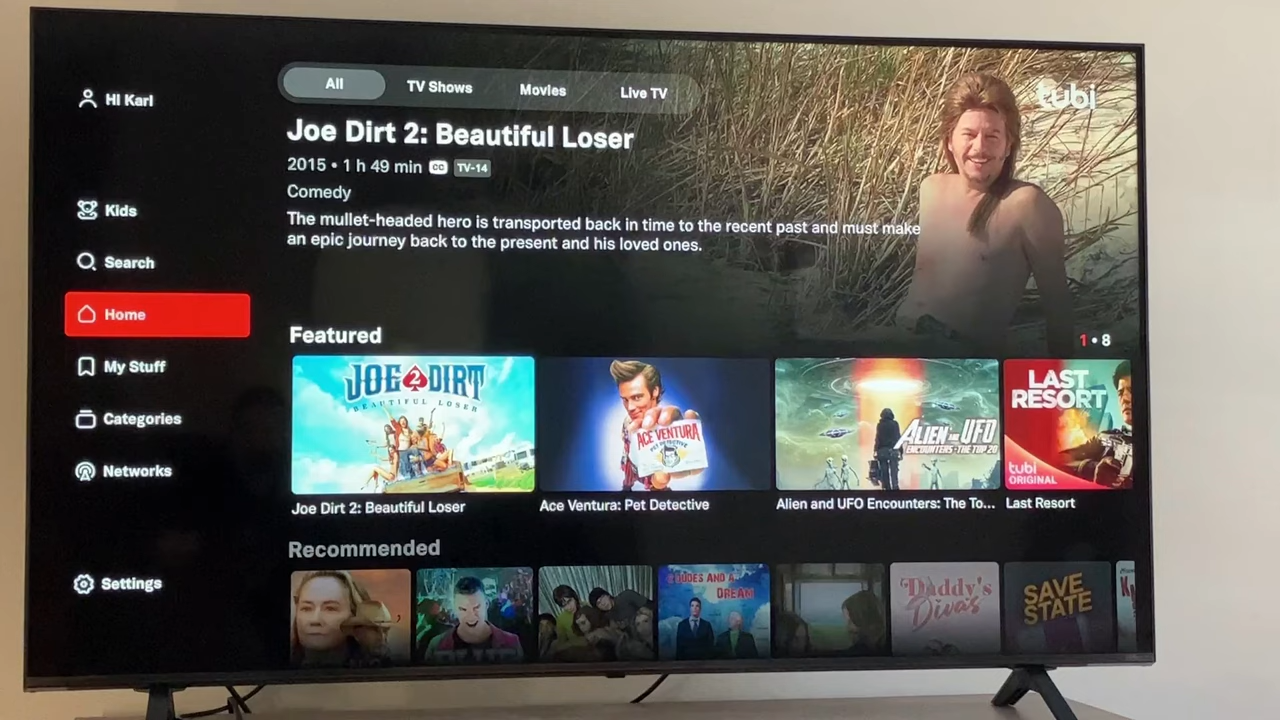 Hi Karl
Kids
Search
Home
My Stuff
Categories
Networks
Settings
All
TV Shows
Movies
Live TV
tubi
Joe Dirt 2: Beautiful Loser
2015 • 1 h 49 min CC TV-14
Comedy
The mullet-headed hero is transported back in time to the recent past and must make
an epic journey back to the present and his loved ones.
Featured
1 • 8
JOE 2 DIRT
BEAUTIFUL LOSER
ACE VENTURA
PET DETECTIVE
ALIEN AND UFO
ENCOUNTERS: THE TOP 20
LAST
RESORT
tubi
ORIGINAL
Joe Dirt 2: Beautiful Loser
Ace Ventura: Pet Detective
Alien and UFO Encounters: The To...
Last Resort
Recommended
DUDES AND A
DREAM
Daddy's
Divas
SAVE
STATE